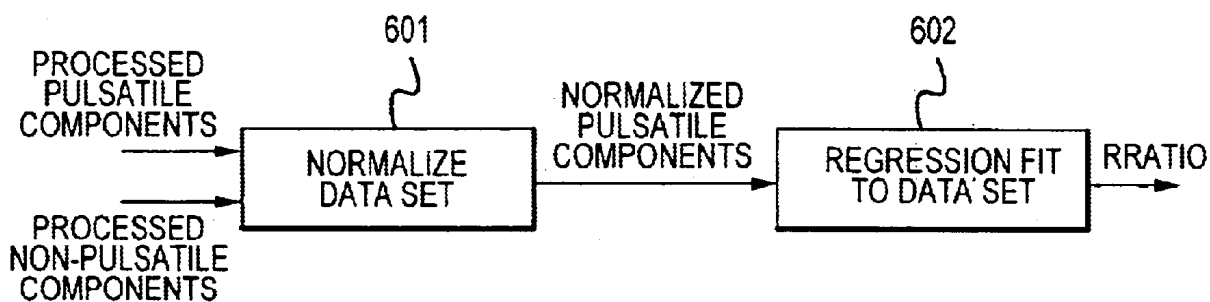 601
602
PROCESSED
PULSATILE
COMPONENTS
NORMALIZE
DATA SET
NORMALIZED
PULSATILE
COMPONENTS
REGRESSION FIT
TO DATA SET
RRATIO
PROCESSED
NON-PULSATILE
COMPONENTS